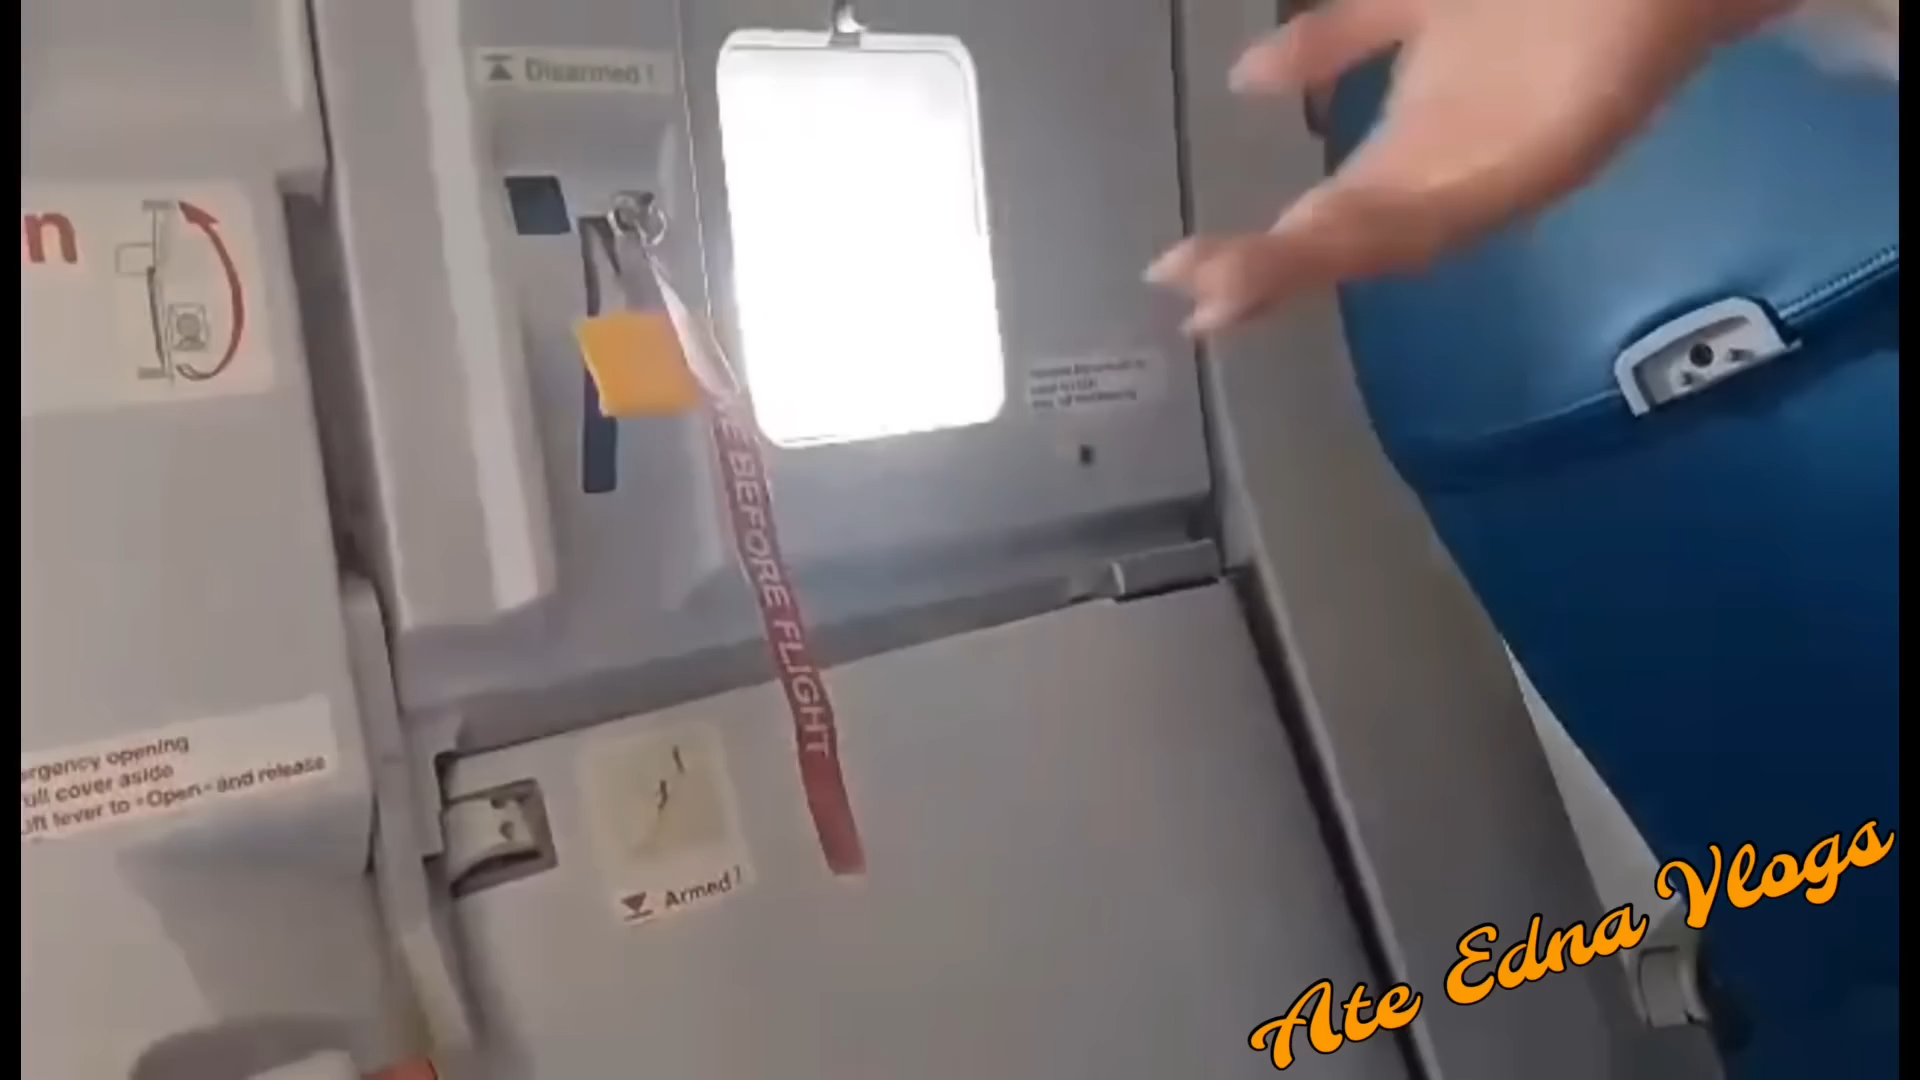 Disarmed !
n
E BEFORE FLIGHT
ergency opening
ull cover aside
ift lever to "Open" and release
Armed !
Ate Edna Vlogs